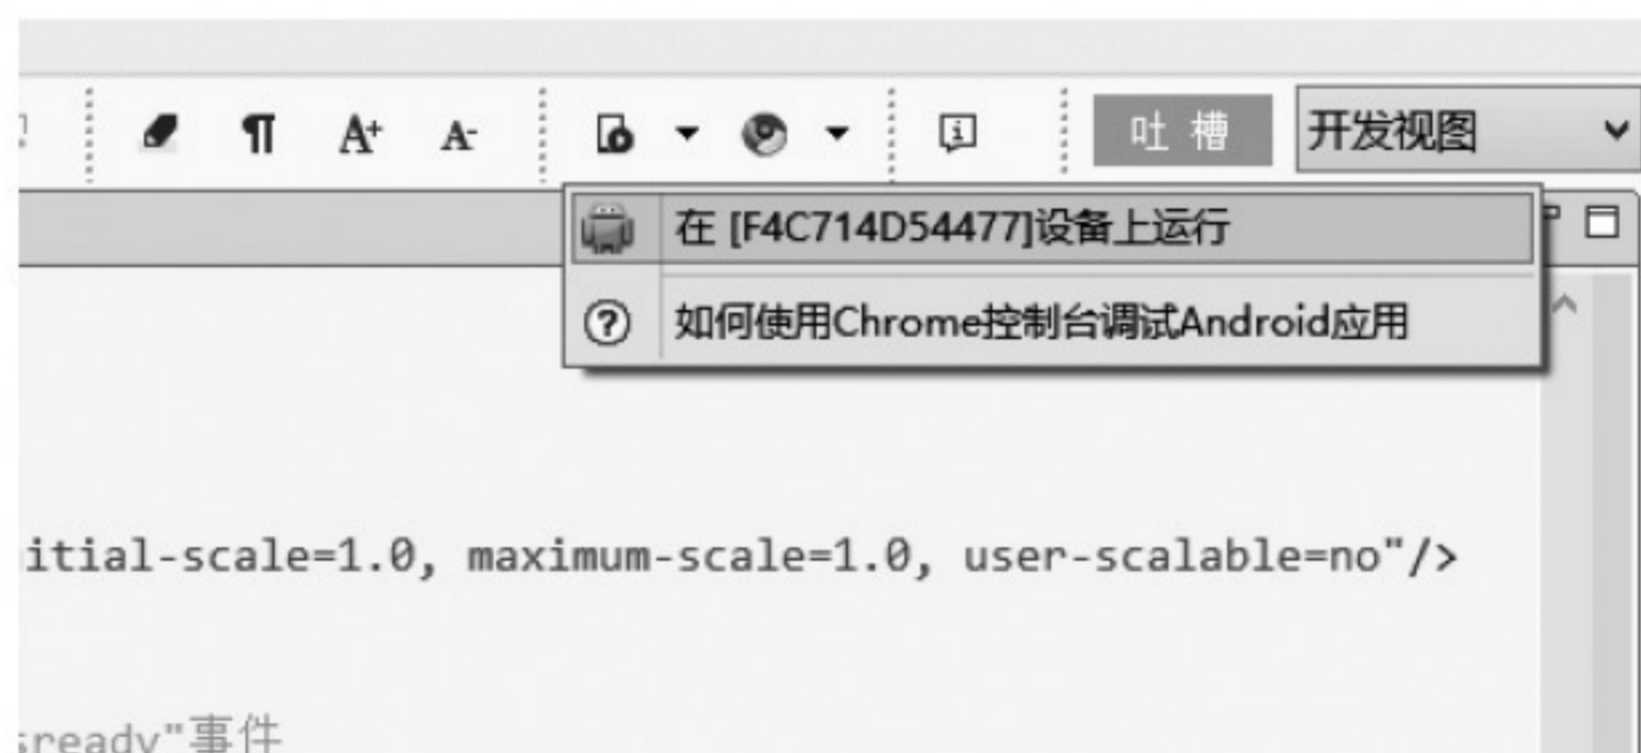 A+ A- 吐 槽 开发视图
在 [F4C714D54477]设备上运行
如何使用Chrome控制台调试Android应用
itial-scale=1.0, maximum-scale=1.0, user-scalable=no"/>
sready"事件